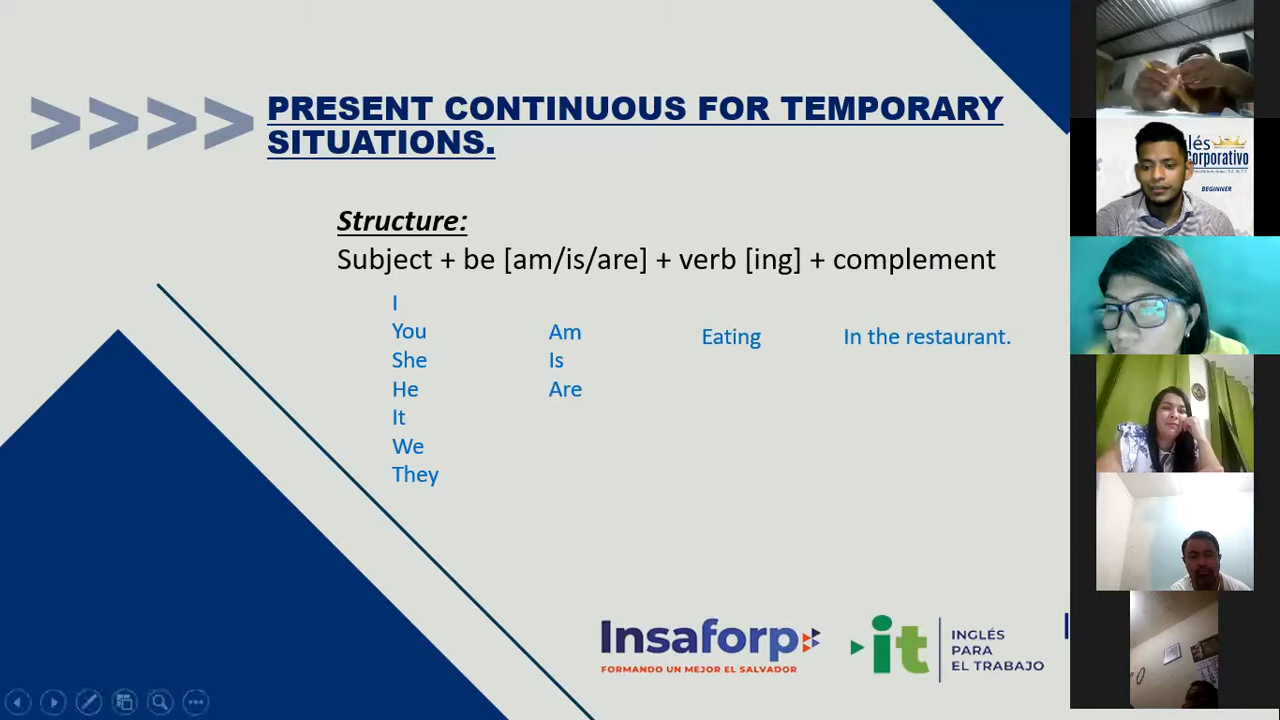 >>>> PRESENT CONTINUOUS FOR TEMPORARY
SITUATIONS.
Structure:
Subject + be [am/is/are] + verb [ing] + complement
I
You
She
He
It
We
They
Am
Is
Are
Eating
In the restaurant.
Insaforp
FORMANDO UN MEJOR EL SALVADOR
it
INGLÉS
PARA
EL TRABAJO
lés
Corporativo
BEGINNER